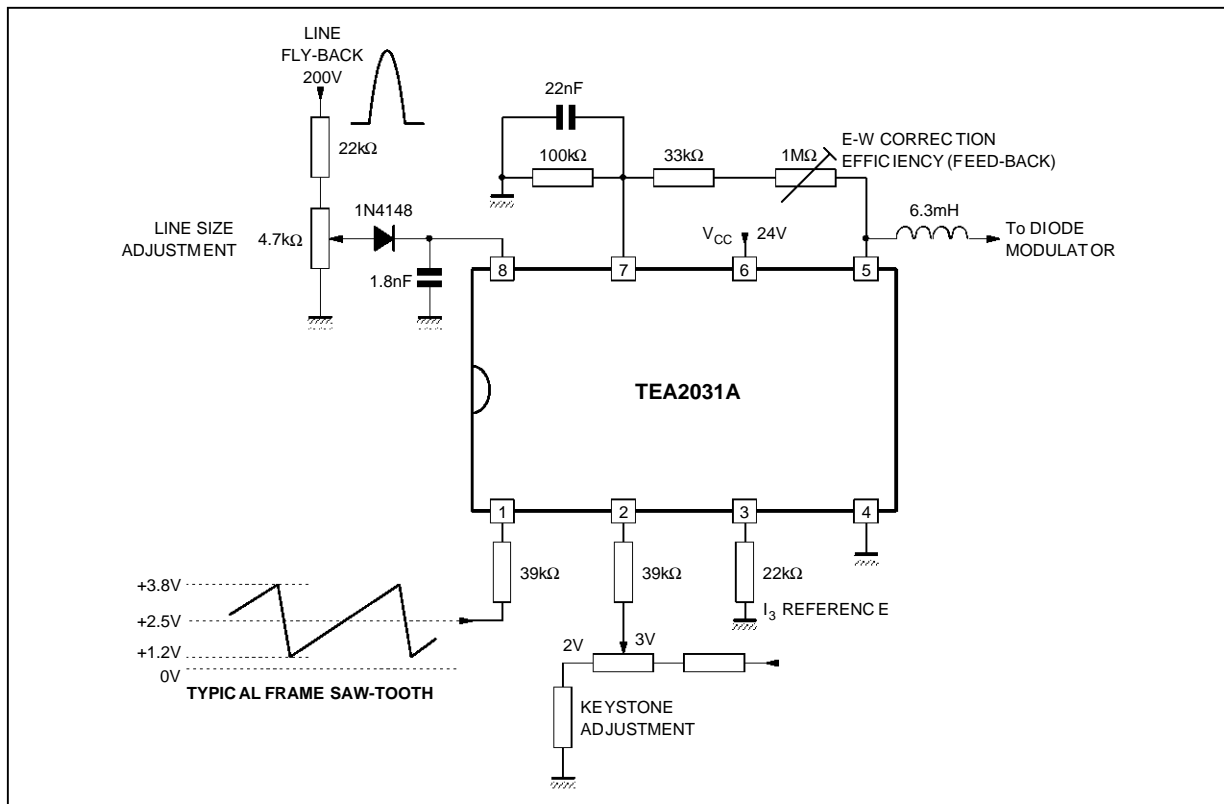 LINE
FLY-BACK
200V
22kΩ
LINE SIZE
ADJUSTMENT
4.7kΩ
1N4148
1.8nF
22nF
100kΩ
33kΩ
1MΩ
E-W CORRECTION
EFFICIENCY (FEED-BACK)
6.3mH
To DIODE
MODULATOR
VCC
24V
8
7
6
5
TEA2031A
1
2
3
4
39kΩ
39kΩ
22kΩ
I3 REFERENCE
+3.8V
+2.5V
+1.2V
0V
TYPICAL FRAME SAW-TOOTH
2V
3V
KEYSTONE
ADJUSTMENT